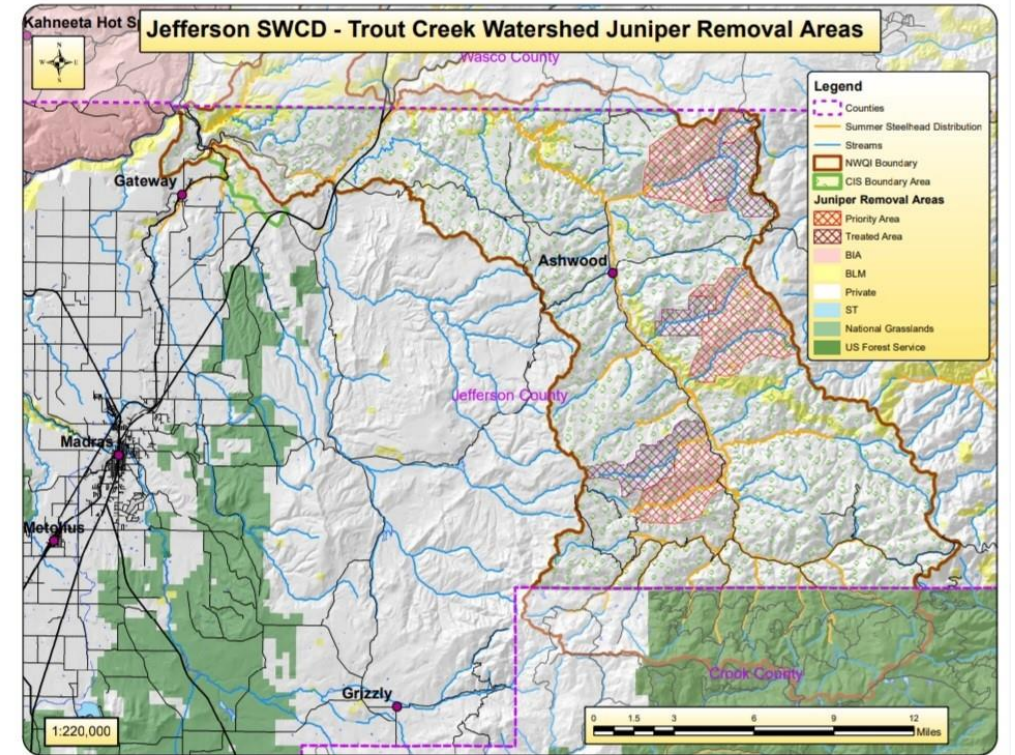 Kahneeta Hot S
Jefferson SWCD - Trout Creek Watershed Juniper Removal Areas
N
W E
S
Wasco County
Legend
Counties
Summer Steelhead Distribution
Streams
NWQI Boundary
CIS Boundary Area
Juniper Removal Areas
Priority Area
Treated Area
BIA
BLM
Private
ST
National Grasslands
US Forest Service
Gateway
Ashwood
Jefferson County
Madras
Metolius
Crook County
Grizzly
1:220,000
0 1.5 3 6 9 12
Miles